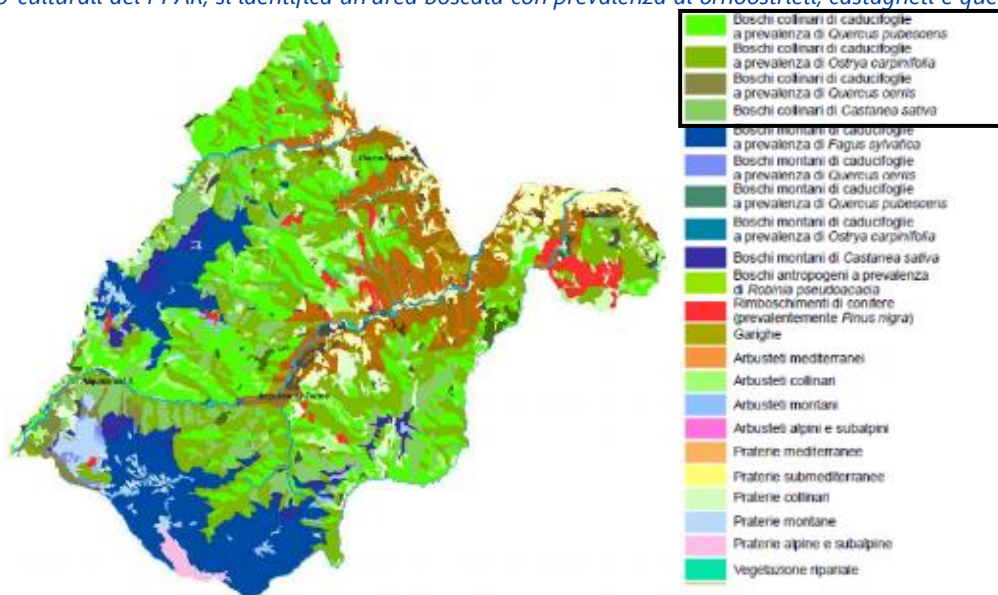 culturali del PPAR, si identifica un'area boscata con prevalenza di orno
castagneti e que
Boschi collinari di caducifoglie
a prevalenza di Quercus pubescens
Boschi collinari di caducifoglie
a prevalenza di Ostrya carpinifolia
Boschi collinari di caducifoglie
a prevalenza di Quercus cerris
Boschi collinari di Castanea sativa
Boschi montani di caducifoglie
a prevalenza di Fagus sylvatica
Boschi montani di caducifoglie
a prevalenza di Quercus cerris
Boschi montani di caducifoglie
a prevalenza di Quercus pubescens
Boschi montani di caducifoglie
a prevalenza di Ostrya carpinifolia
Boschi montani di Castanea sativa
Boschi antropogeni a prevalenza
di Robinia pseudoacacia
Rimboschimenti di conifere
(prevalentemente Pinus nigra)
Garighe
Arbusteti mediterranei
Arbusteti collinari
Arbusteti montani
Arbusteti alpini e subalpini
Praterie mediterranee
Praterie submediterranee
Praterie collinari
Praterie montane
Praterie alpine e subalpine
Vegetazione ripariale